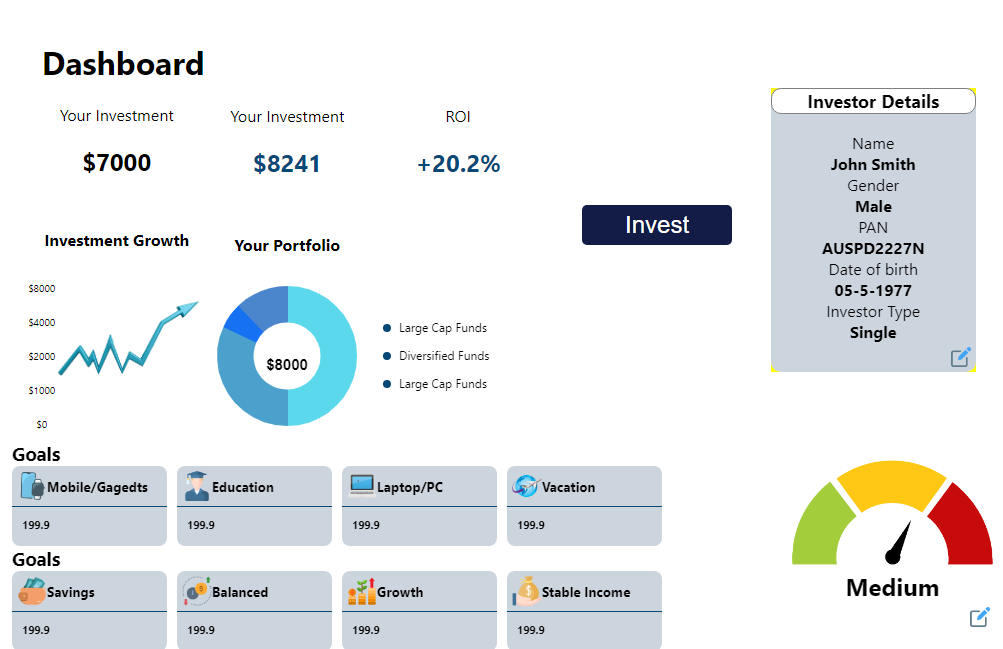 Dashboard
Your Investment
Your Investment
ROI
$7000
$8241
+20.2%
Invest
Investor Details
Name
John Smith
Gender
Male
PAN
AUSPD2227N
Date of birth
05-5-1977
Investor Type
Single
Investment Growth
$8000
$4000
$2000
$1000
$0
Your Portfolio
$8000
Large Cap Funds
Diversified Funds
Large Cap Funds
Goals
Mobile/Gagedts
199.9
Education
199.9
Laptop/PC
199.9
Vacation
199.9
Goals
Savings
199.9
Balanced
199.9
Growth
199.9
Stable Income
199.9
Medium